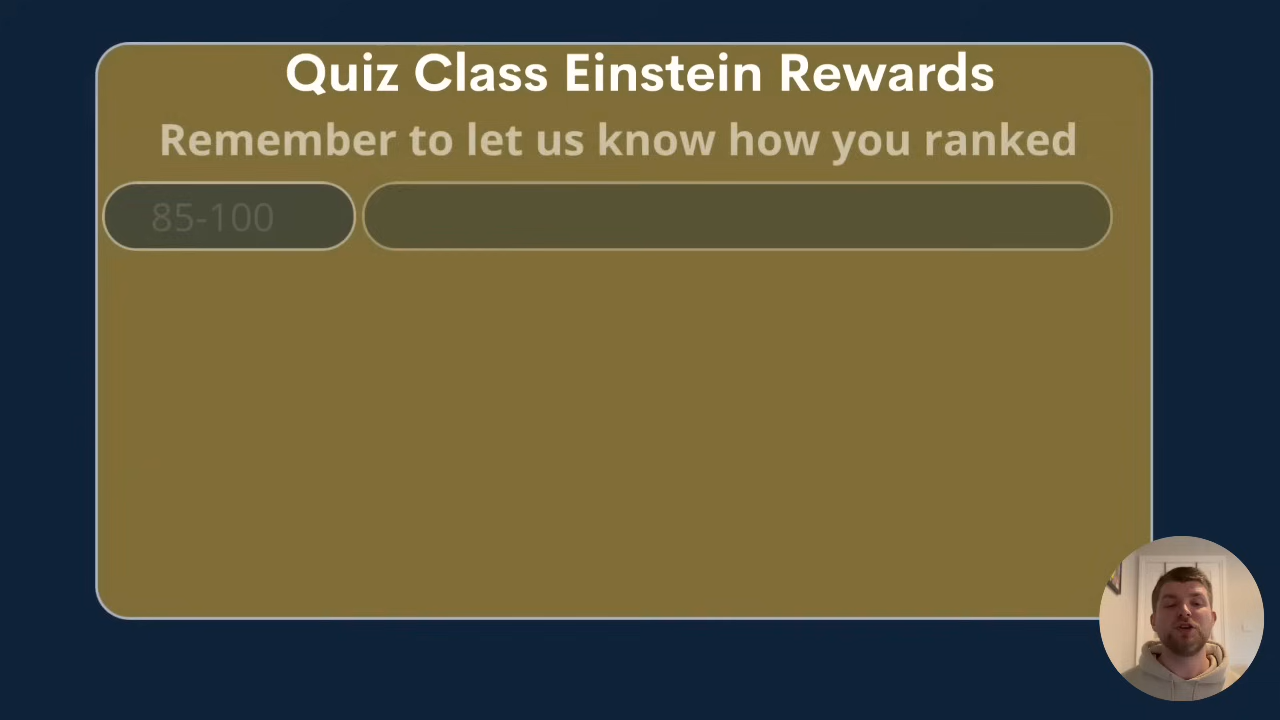 Quiz Class Einstein Rewards
Remember to let us know how you ranked
85-100